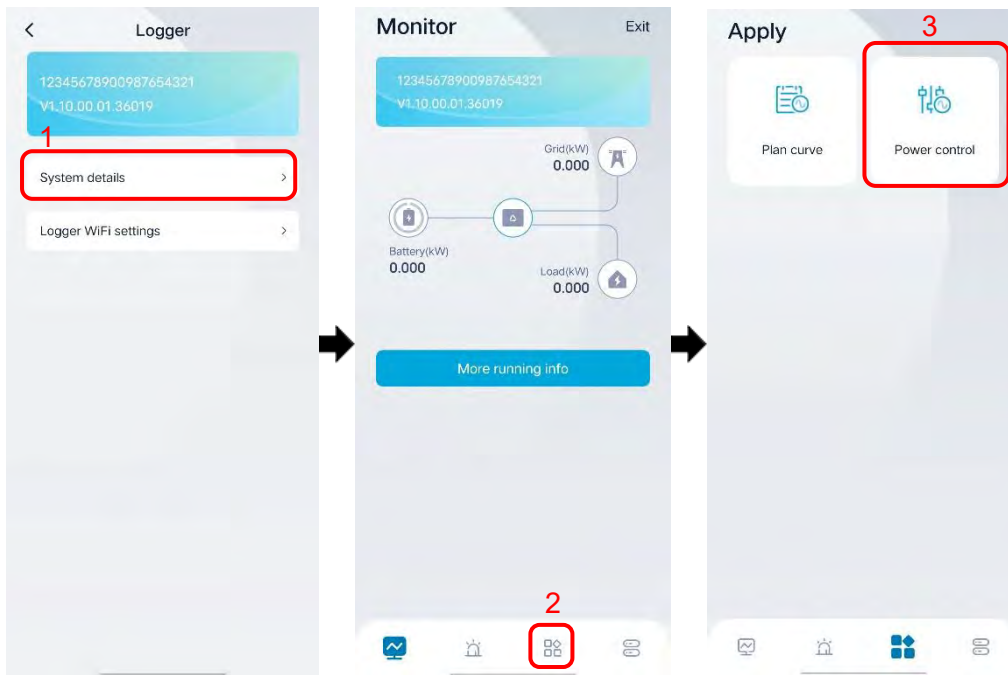 Logger
12345678900987654321
V1.10.00.01.36019
1
System details
Logger WiFi settings
Monitor
Exit
12345678900987654321
V1.10.00.01.36019
Grid(kW)
0.000
Battery(kW)
0.000
Load(kW)
0.000
More running info
2
Apply
3
Plan curve
Power control